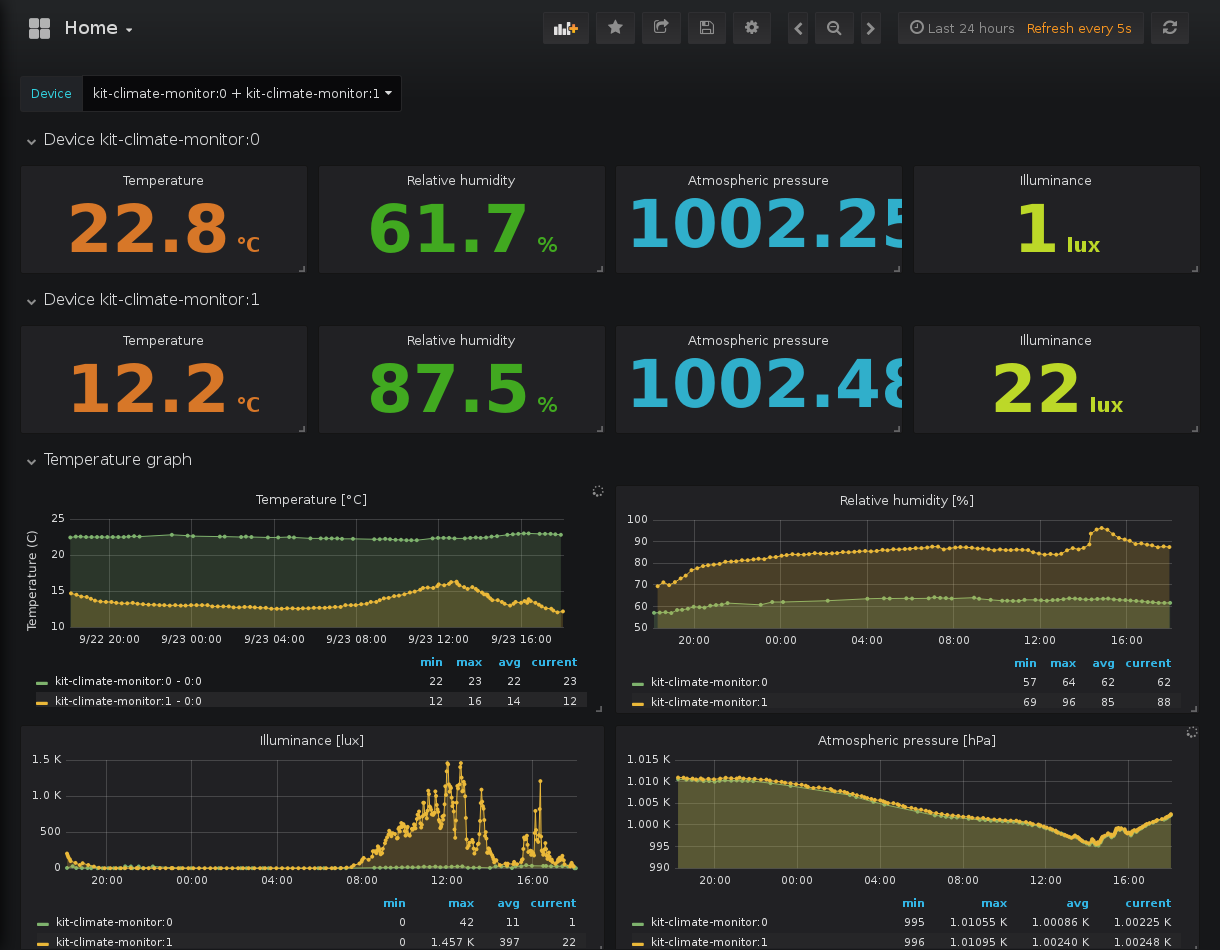 Home
Last 24 hours Refresh every 5s
Device kit-climate-monitor:0 + kit-climate-monitor:1
Device kit-climate-monitor:0
Temperature Relative humidity Atmospheric pressure Illuminance
22.8 °C 61.7 % 1002.25 1 lux
Device kit-climate-monitor:1
Temperature Relative humidity Atmospheric pressure Illuminance
12.2 °C 87.5 % 1002.48 22 lux
Temperature graph
Temperature [°C]
Temperature (C)
25
20
15
10
9/22 20:00 9/23 00:00 9/23 04:00 9/23 08:00 9/23 12:00 9/23 16:00
min max avg current
kit-climate-monitor:0 - 0:0 22 23 22 23
kit-climate-monitor:1 - 0:0 12 16 14 12
Relative humidity [%]
100
90
80
70
60
50
20:00 00:00 04:00 08:00 12:00 16:00
min max avg current
kit-climate-monitor:0 57 64 62 62
kit-climate-monitor:1 69 96 85 88
Illuminance [lux]
1.5 K
1.0 K
500
0
20:00 00:00 04:00 08:00 12:00 16:00
min max avg current
kit-climate-monitor:0 0 42 11 1
kit-climate-monitor:1 0 1.457 K 397 22
Atmospheric pressure [hPa]
1.015 K
1.010 K
1.005 K
1.000 K
995
990
20:00 00:00 04:00 08:00 12:00 16:00
min max avg current
kit-climate-monitor:0 995 1.01055 K 1.00086 K 1.00225 K
kit-climate-monitor:1 996 1.01095 K 1.00240 K 1.00248 K